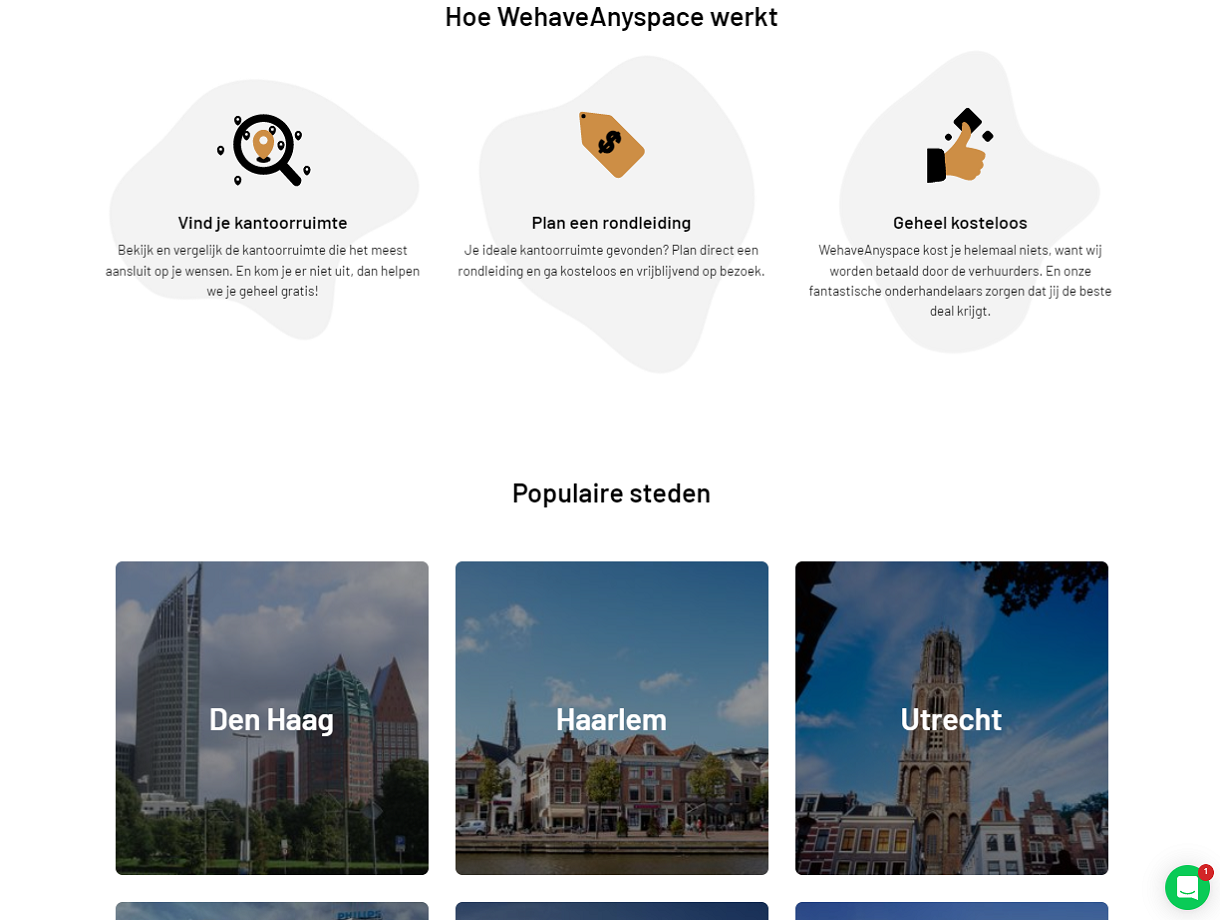 Hoe WehaveAnyspace werkt
Vind je kantoorruimte
Bekijk en vergelijk de kantoorruimte die het meest
aansluit op je wensen. En kom je er niet uit, dan helpen
we je geheel gratis!
Plan een rondleiding
Je ideale kantoorruimte gevonden? Plan direct een
rondleiding en ga kosteloos en vrijblijvend op bezoek.
Geheel kosteloos
WehaveAnyspace kost je helemaal niets, want wij
worden betaald door de verhuurders. En onze
fantastische onderhandelaars zorgen dat jij de beste
deal krijgt.
Populaire steden
Den Haag
Haarlem
Utrecht
PHILIPS
1